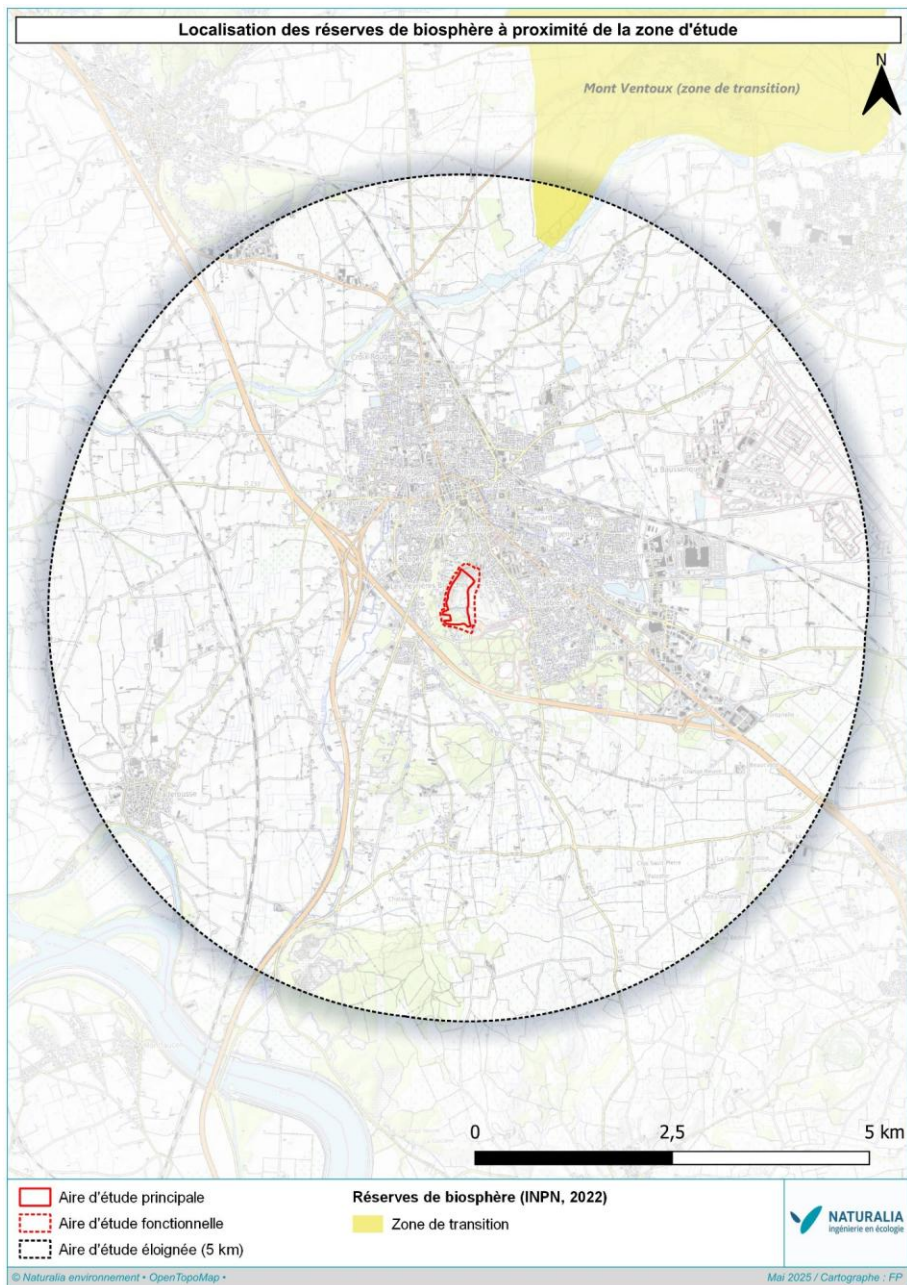 Localisation des réserves de biosphère à proximité de la zone d'étude
Mont Ventoux (zone de transition)
N
0 2,5 5 km
Aire d'étude principale
Aire d'étude fonctionnelle
Aire d'étude éloignée (5 km)
Réserves de biosphère (INPN, 2022)
Zone de transition
NATURALIA
ingénierie en écologie
© Naturalia environnement • OpenTopoMap •
Mai 2025 / Cartographe : FP